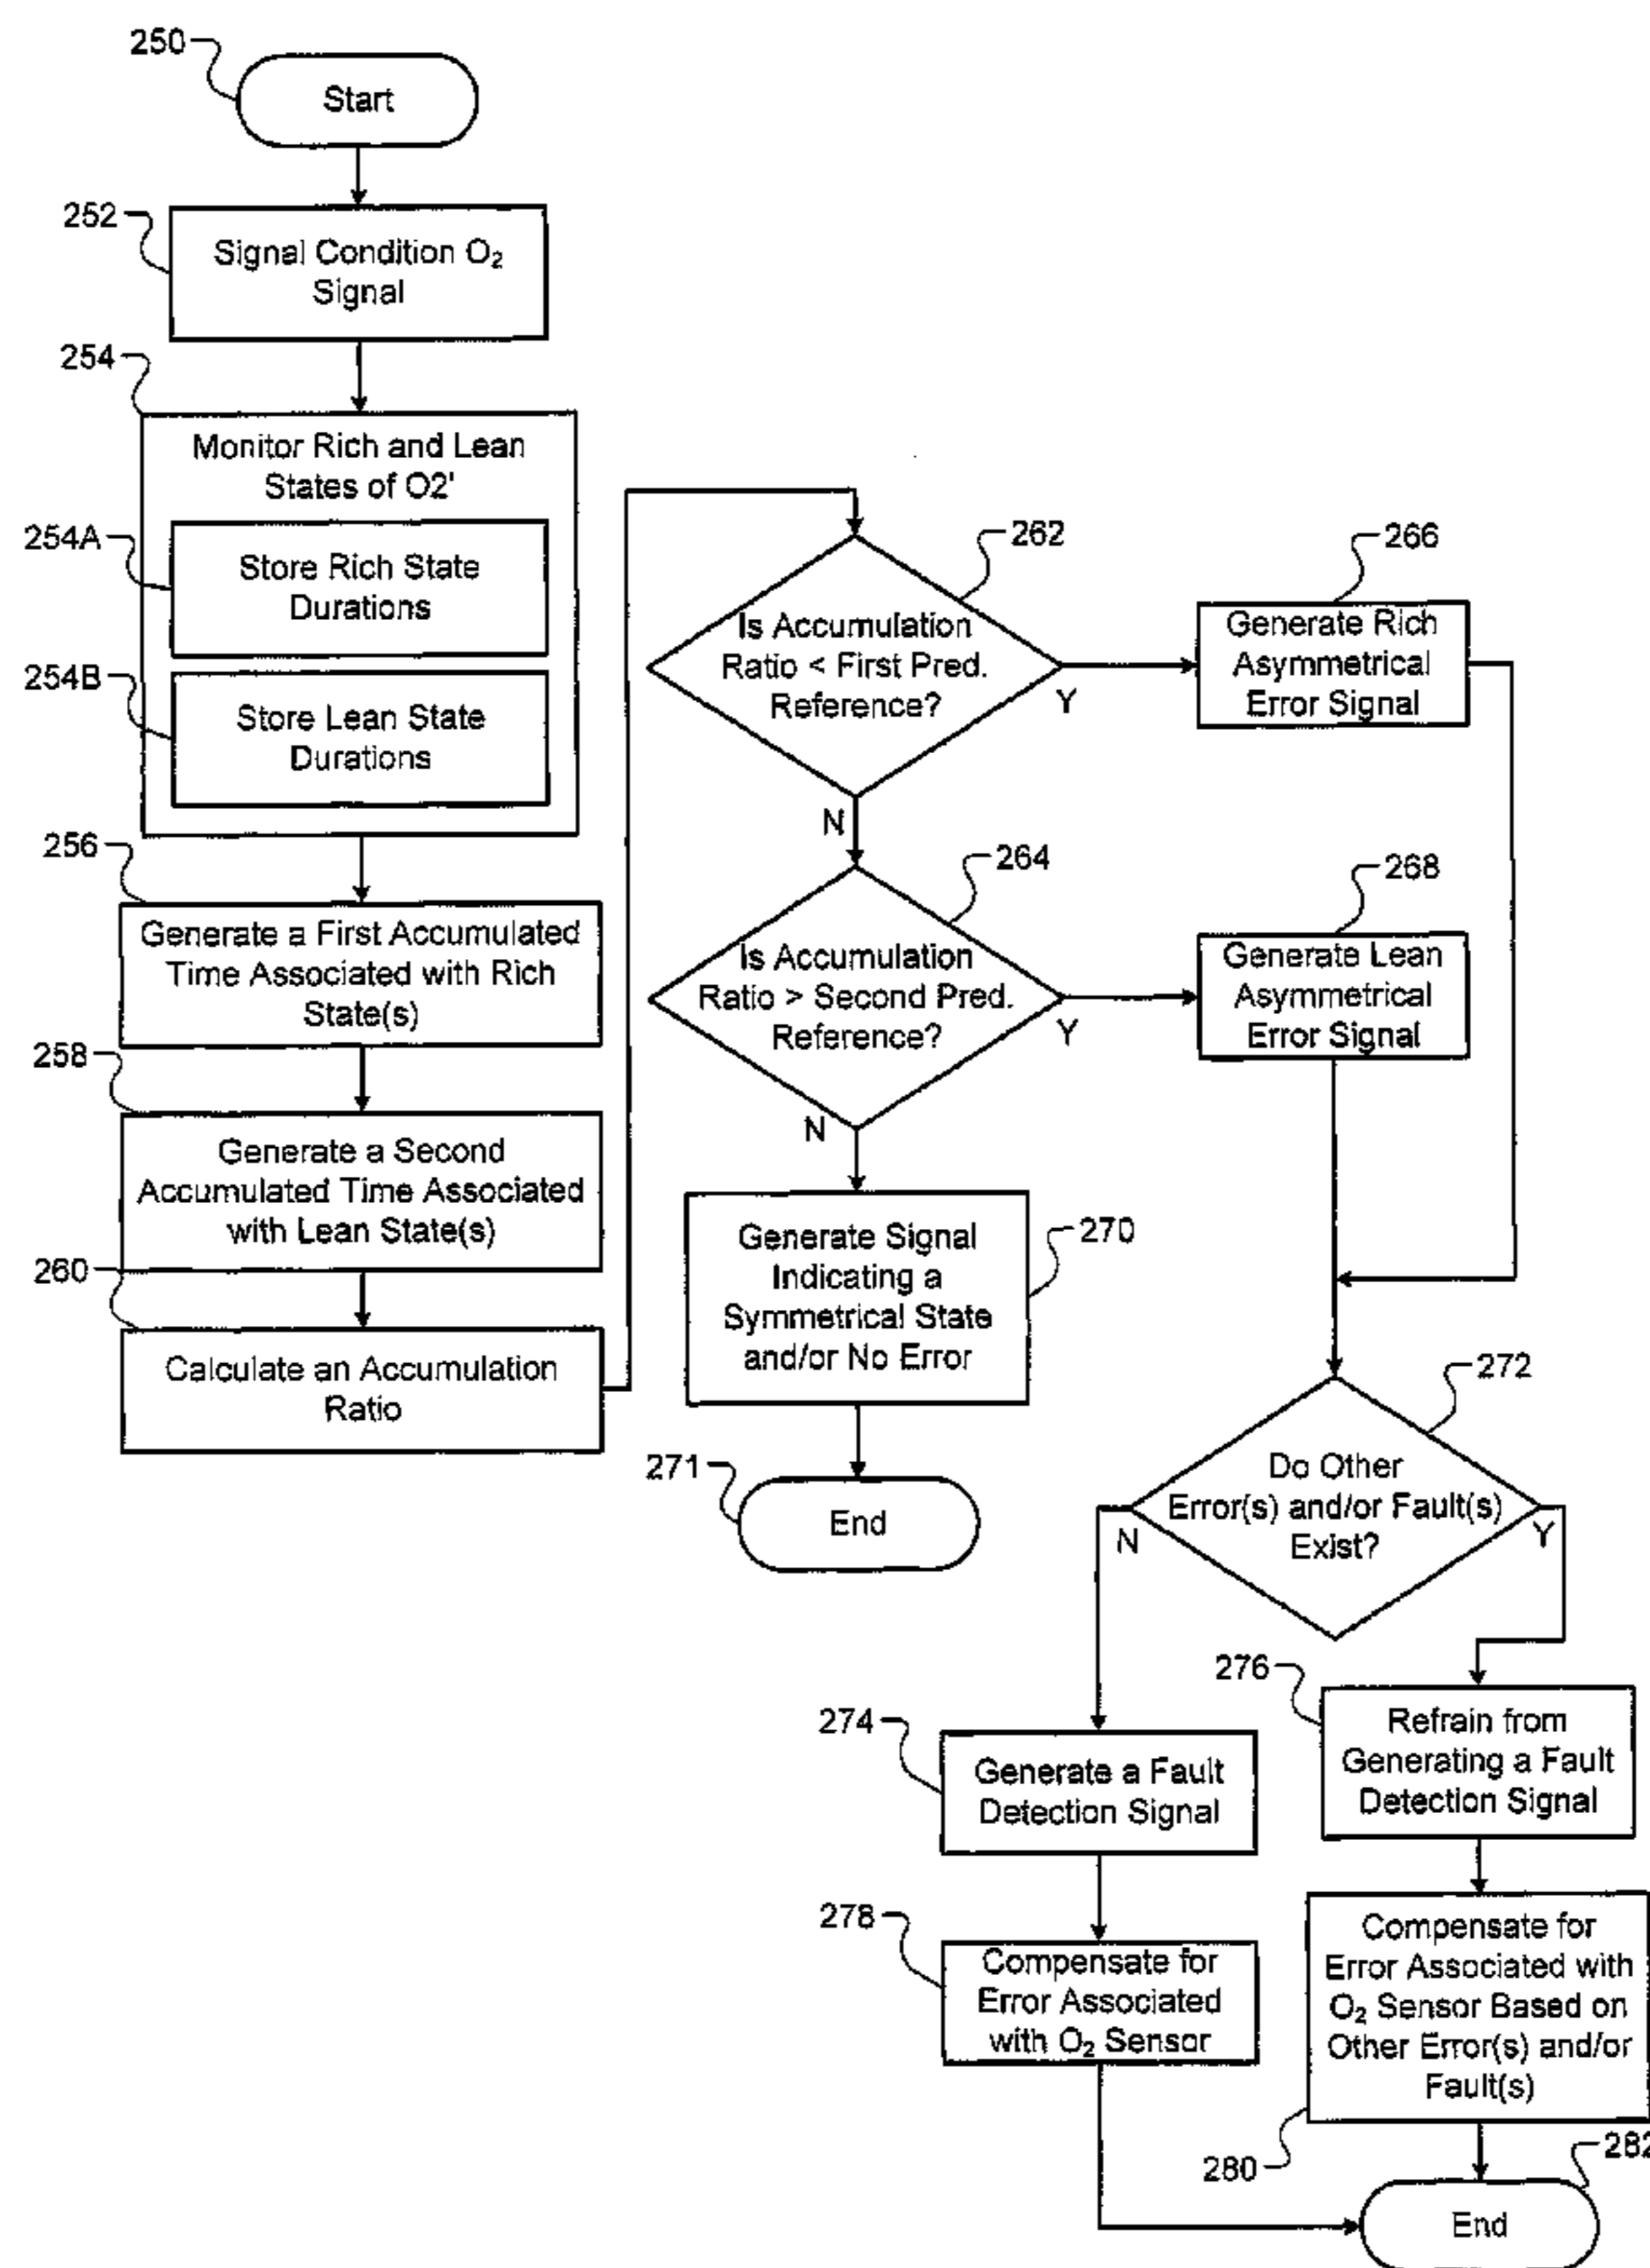 250
Start
252
Signal Condition O₂
Signal
254
Monitor Rich and Lean
States of O2'
254A
Store Rich State
Durations
254B
Store Lean State
Durations
256
Generate a First Accumulated
Time Associated with Rich
State(s)
258
Generate a Second
Accumulated Time Associated
with Lean State(s)
260
Calculate an Accumulation
Ratio
262
Is Accumulation
Ratio < First Pred.
Reference?
Y
N
266
Generate Rich
Asymmetrical
Error Signal
264
Is Accumulation
Ratio > Second Pred.
Reference?
Y
N
268
Generate Lean
Asymmetrical
Error Signal
270
Generate Signal
Indicating a
Symmetrical State
and/or No Error
271
End
272
Do Other
Error(s) and/or Fault(s)
Exist?
N
Y
274
Generate a Fault
Detection Signal
276
Refrain from
Generating a Fault
Detection Signal
278
Compensate for
Error Associated
with O₂ Sensor
280
Compensate for
Error Associated with
O₂ Sensor Based on
Other Error(s) and/or
Fault(s)
282
End